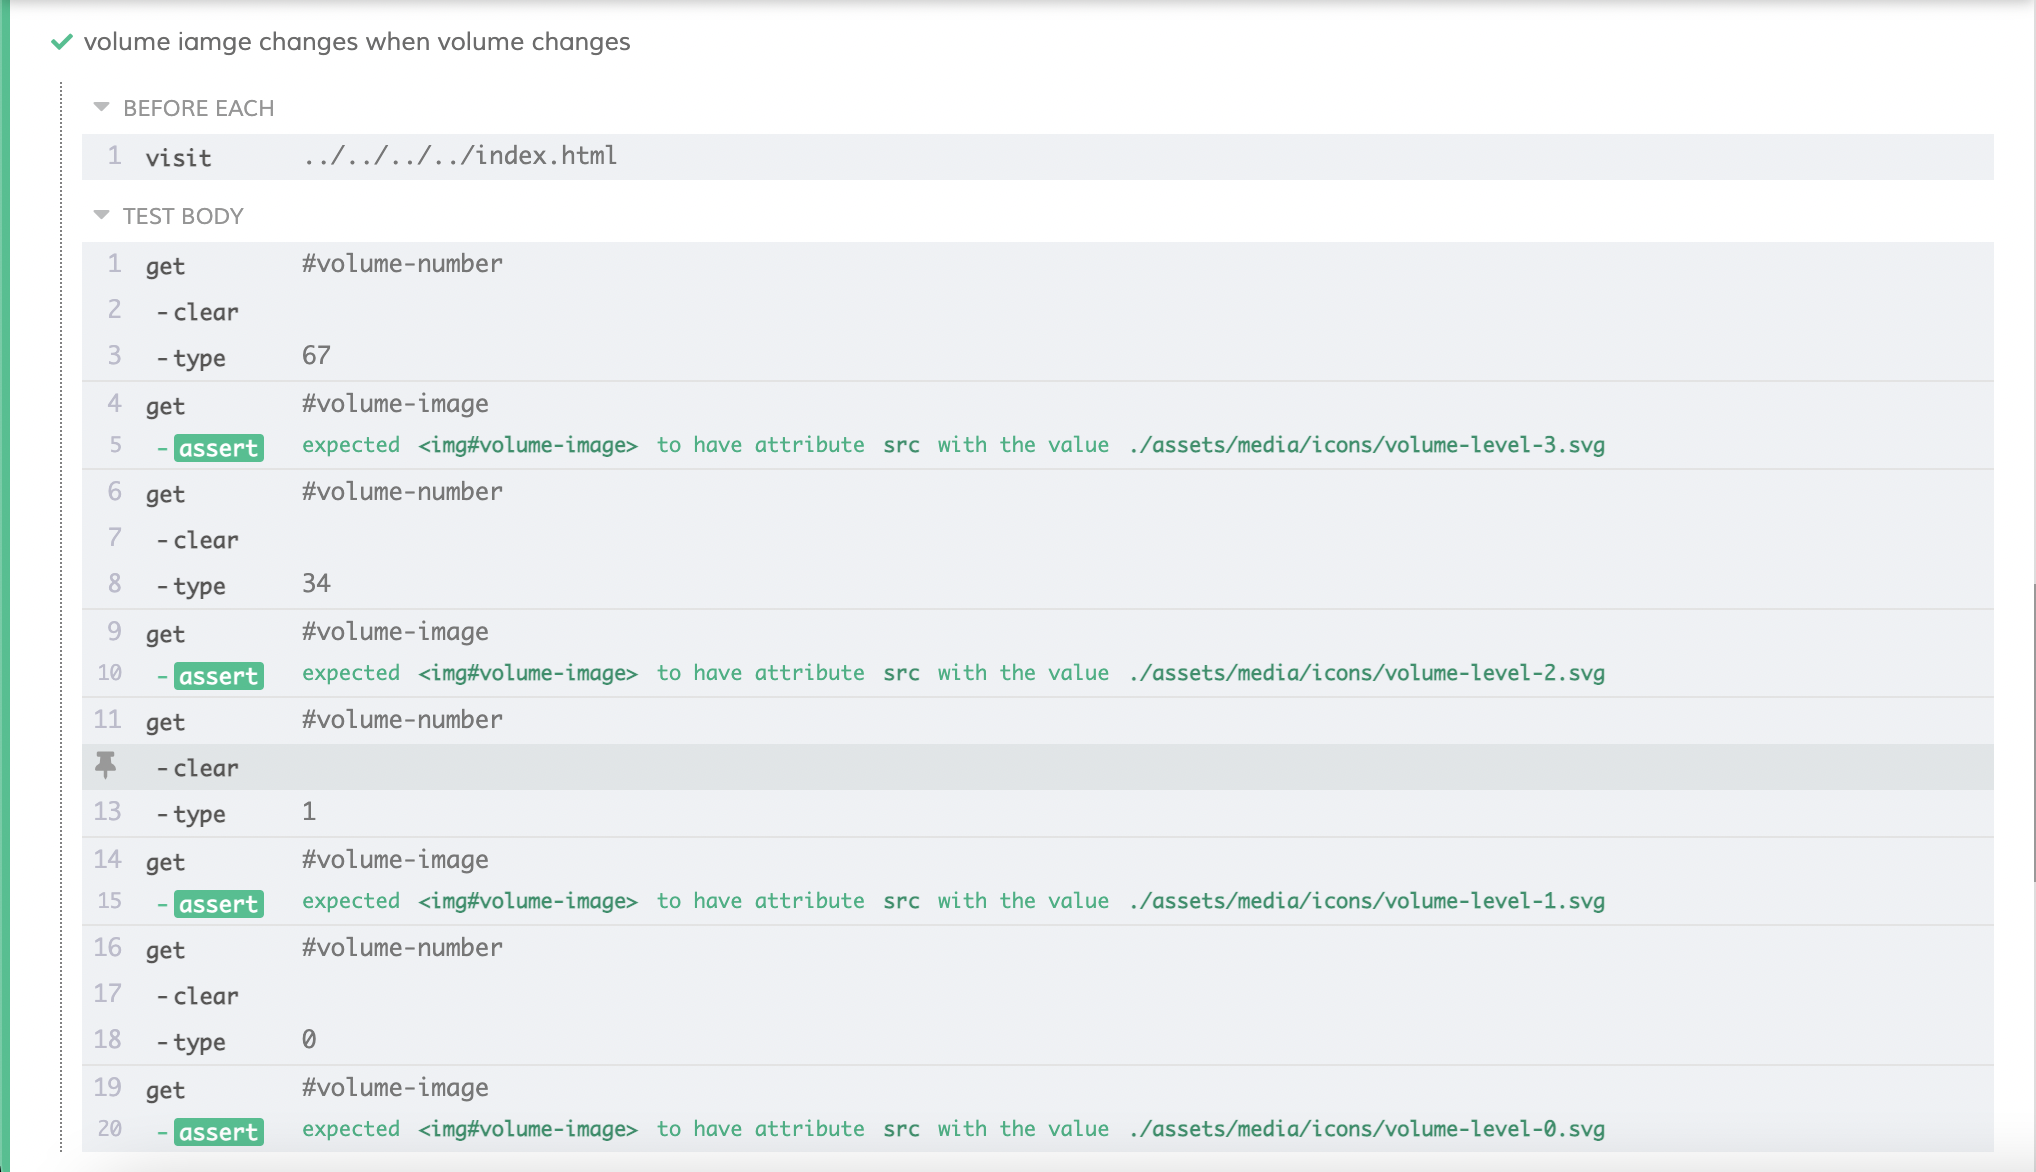 volume iamge changes when volume changes
BEFORE EACH
1 visit ../../../../index.html
TEST BODY
1 get #volume-number
2 -clear
3 -type 67
4 get #volume-image
5 -assert expected <img#volume-image> to have attribute src with the value ./assets/media/icons/volume-level-3.svg
6 get #volume-number
7 -clear
8 -type 34
9 get #volume-image
10 -assert expected <img#volume-image> to have attribute src with the value ./assets/media/icons/volume-level-2.svg
11 get #volume-number
-clear
13 -type 1
14 get #volume-image
15 -assert expected <img#volume-image> to have attribute src with the value ./assets/media/icons/volume-level-1.svg
16 get #volume-number
17 -clear
18 -type 0
19 get #volume-image
20 -assert expected <img#volume-image> to have attribute src with the value ./assets/media/icons/volume-level-0.svg